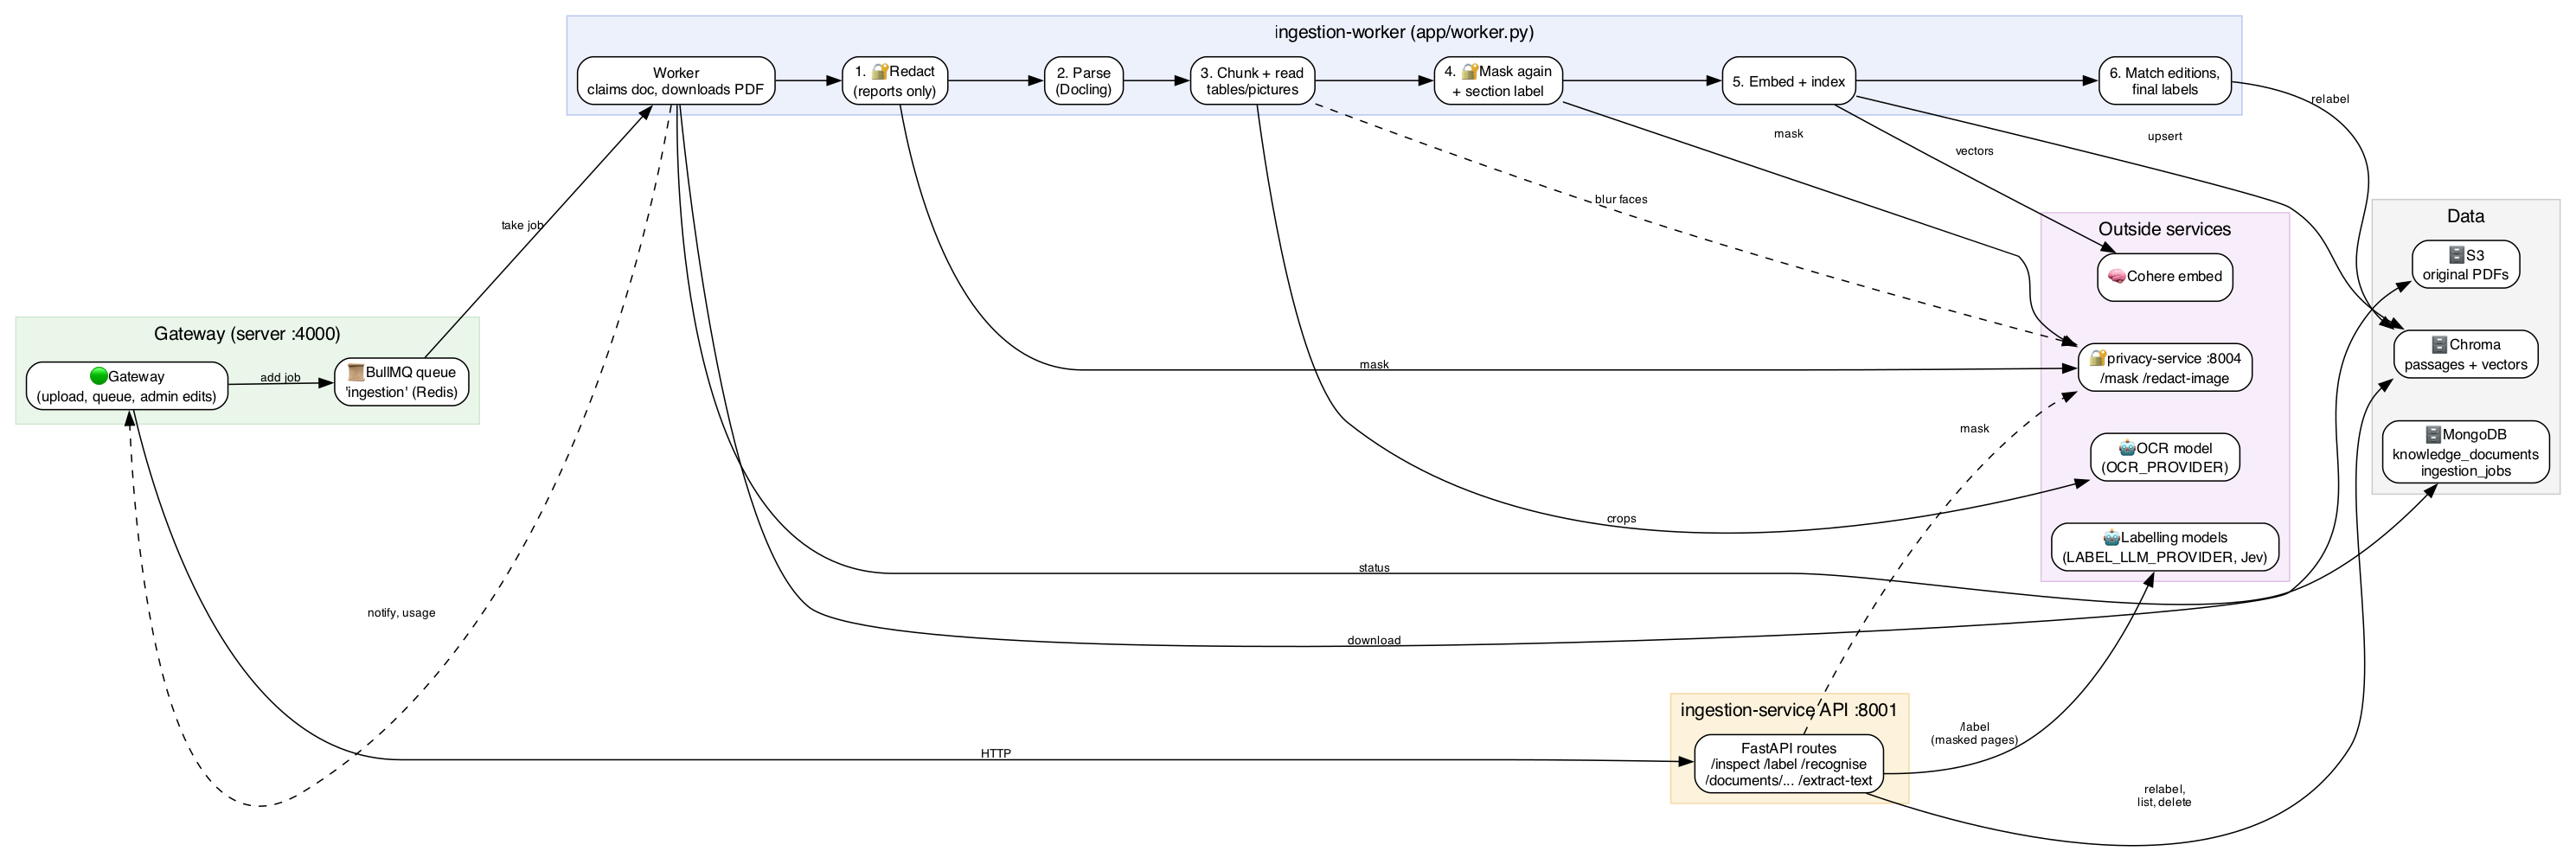 ingestion-worker (app/worker.py)
Worker
claims doc, downloads PDF
1. 🔐Redact
(reports only)
2. Parse
(Docling)
3. Chunk + read
tables/pictures
4. 🔐Mask again
+ section label
5. Embed + index
6. Match editions,
final labels
relabel
mask
upsert
vectors
blur faces
take job
Outside services
🧠Cohere embed
🔐privacy-service :8004
/mask /redact-image
🤖OCR model
(OCR_PROVIDER)
🤖Labelling models
(LABEL_LLM_PROVIDER, Jev)
Data
🗄️S3
original PDFs
🗄️Chroma
passages + vectors
🗄️MongoDB
knowledge_documents
ingestion_jobs
Gateway (server :4000)
🟢Gateway
(upload, queue, admin edits)
add job
📜BullMQ queue
'ingestion' (Redis)
mask
mask
crops
status
notify, usage
download
HTTP
ingestion-service API :8001
FastAPI routes
/inspect /label /recognise
/documents/... /extract-text
/label
(masked pages)
relabel,
list, delete